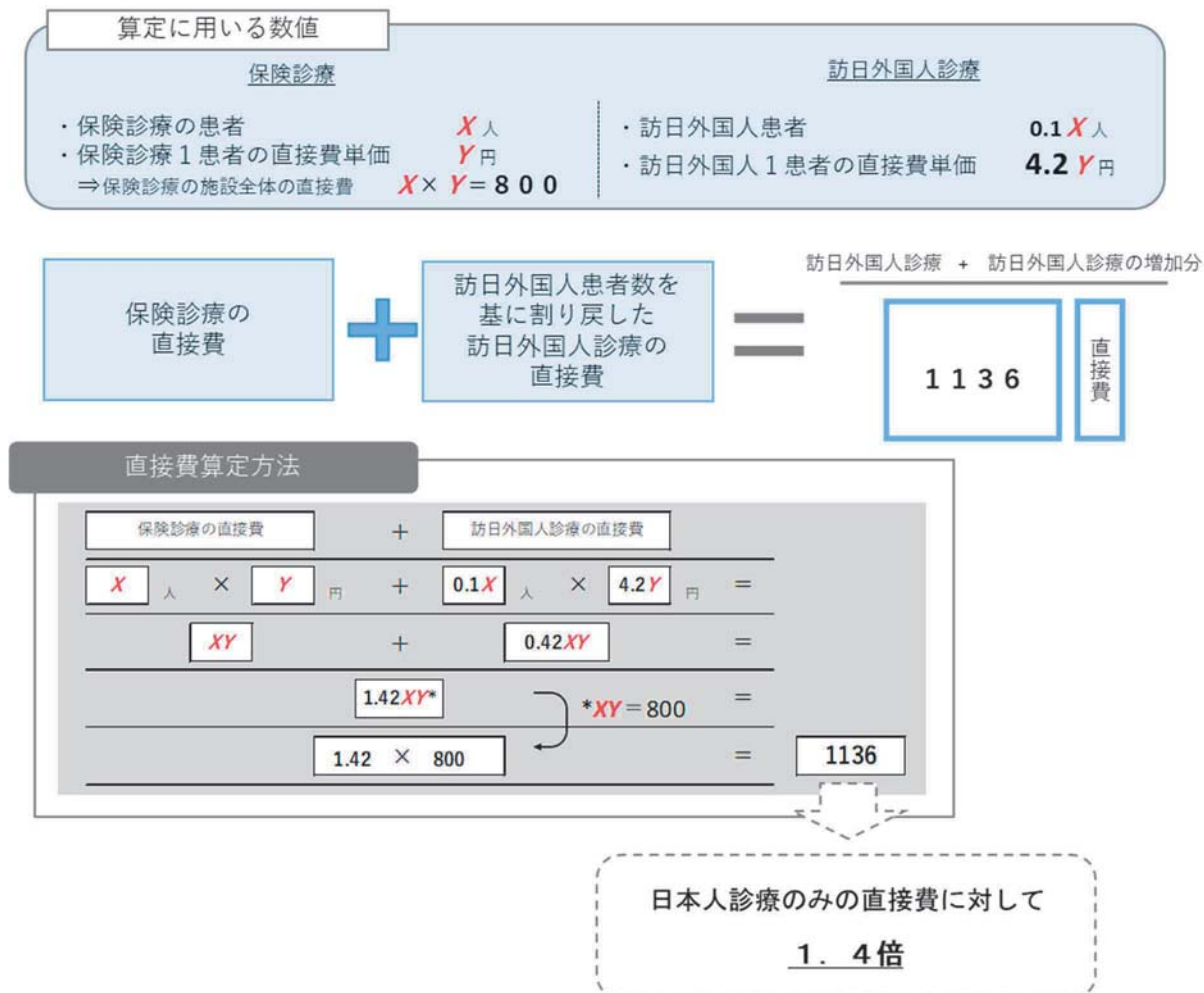 算定に用いる数値
保険診療
・保険診療の患者 X 人
・保険診療１患者の直接費単価 Y 円
⇒保険診療の施設全体の直接費 X × Y＝８００
訪日外国人診療
・訪日外国人患者 0.1 X 人
・訪日外国人１患者の直接費単価 4.2 Y 円
保険診療の
直接費
訪日外国人患者数を
基に割り戻した
訪日外国人診療の
直接費
訪日外国人診療 + 訪日外国人診療の増加分
１１３６
直接費
直接費算定方法
保険診療の直接費 + 訪日外国人診療の直接費
X 人 × Y 円 + 0.1X 人 × 4.2Y 円 =
XY + 0.42XY =
1.42XY* *XY＝800 =
1.42 × 800 = 1136
日本人診療のみの直接費に対して
１．４倍